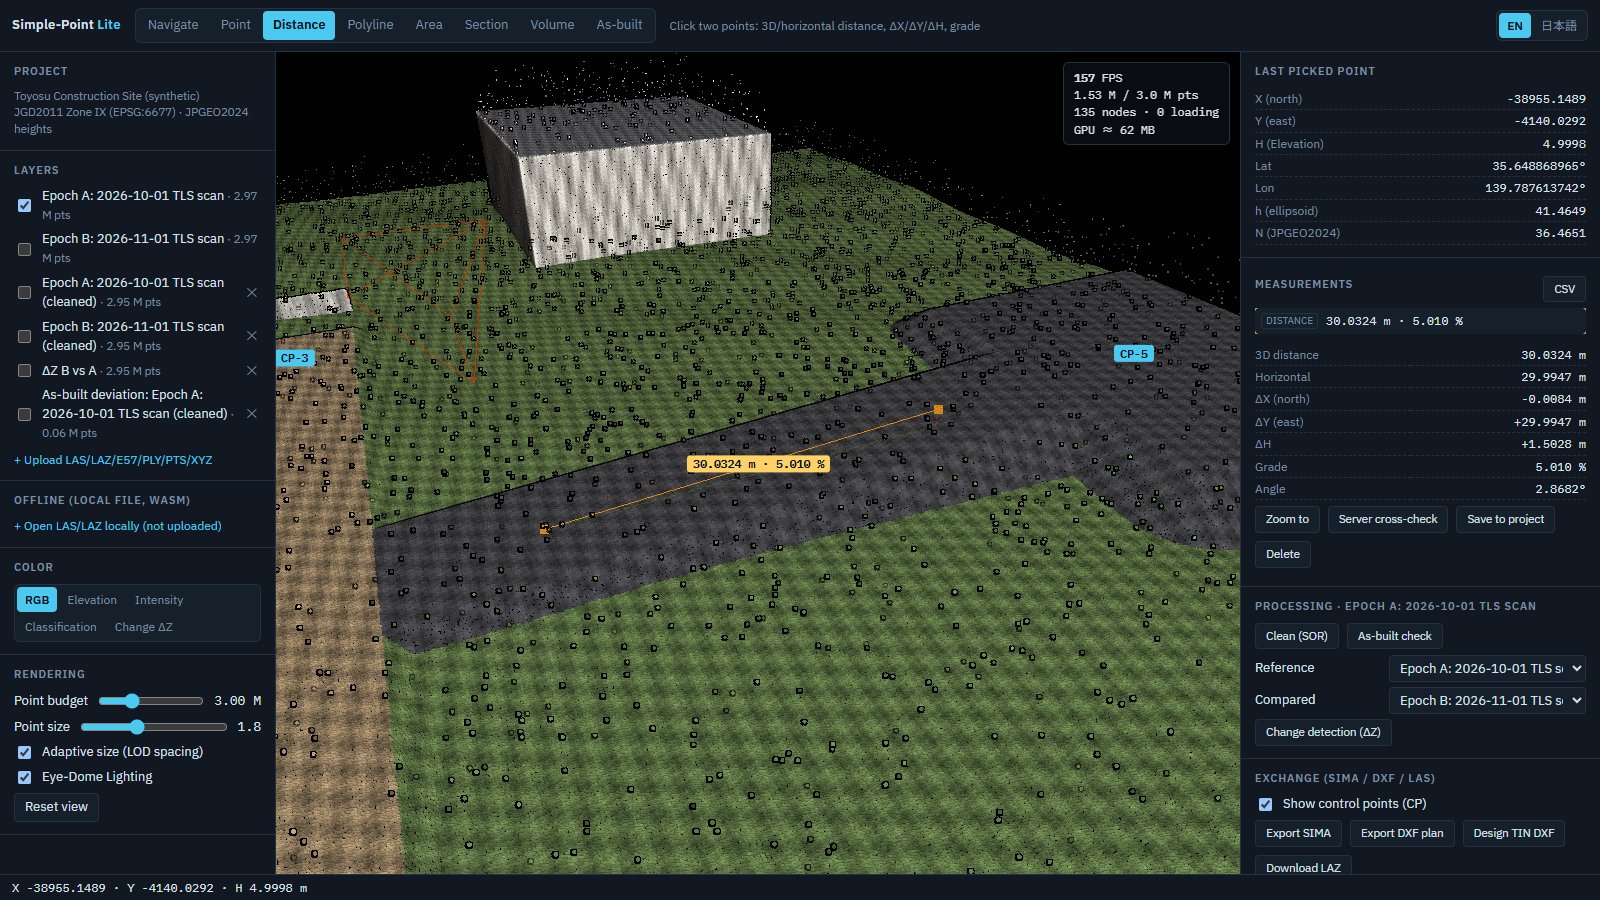 Simple-Point Lite
Navigate Point Distance Polyline Area Section Volume As-built
Click two points: 3D/horizontal distance, ΔX/ΔY/ΔH, grade
EN 日本語
PROJECT
Toyosu Construction Site (synthetic)
JGD2011 Zone IX (EPSG:6677) · JPGEO2024
heights
LAYERS
Epoch A: 2026-10-01 TLS scan · 2.97
M pts
Epoch B: 2026-11-01 TLS scan · 2.97
M pts
Epoch A: 2026-10-01 TLS scan
(cleaned) · 2.95 M pts
Epoch B: 2026-11-01 TLS scan
(cleaned) · 2.95 M pts
ΔZ B vs A · 2.95 M pts
As-built deviation: Epoch A:
2026-10-01 TLS scan (cleaned) ·
0.06 M pts
+ Upload LAS/LAZ/E57/PLY/PTS/XYZ
OFFLINE (LOCAL FILE, WASM)
+ Open LAS/LAZ locally (not uploaded)
COLOR
RGB Elevation Intensity
Classification Change ΔZ
RENDERING
Point budget 3.00 M
Point size 1.8
Adaptive size (LOD spacing)
Eye-Dome Lighting
Reset view
157 FPS
1.53 M / 3.0 M pts
135 nodes · 0 loading
GPU ≈ 62 MB
CP-3
CP-5
30.0324 m · 5.010 %
LAST PICKED POINT
X (north) -38955.1489
Y (east) -4140.0292
H (Elevation) 4.9998
Lat 35.648868965°
Lon 139.787613742°
h (ellipsoid) 41.4649
N (JPGEO2024) 36.4651
MEASUREMENTS CSV
DISTANCE 30.0324 m · 5.010 %
3D distance 30.0324 m
Horizontal 29.9947 m
ΔX (north) -0.0084 m
ΔY (east) +29.9947 m
ΔH +1.5028 m
Grade 5.010 %
Angle 2.8682°
Zoom to Server cross-check Save to project
Delete
PROCESSING · EPOCH A: 2026-10-01 TLS SCAN
Clean (SOR) As-built check
Reference Epoch A: 2026-10-01 TLS s
Compared Epoch B: 2026-11-01 TLS s
Change detection (ΔZ)
EXCHANGE (SIMA / DXF / LAS)
Show control points (CP)
Export SIMA Export DXF plan Design TIN DXF
Download LAZ
X -38955.1489 · Y -4140.0292 · H 4.9998 m